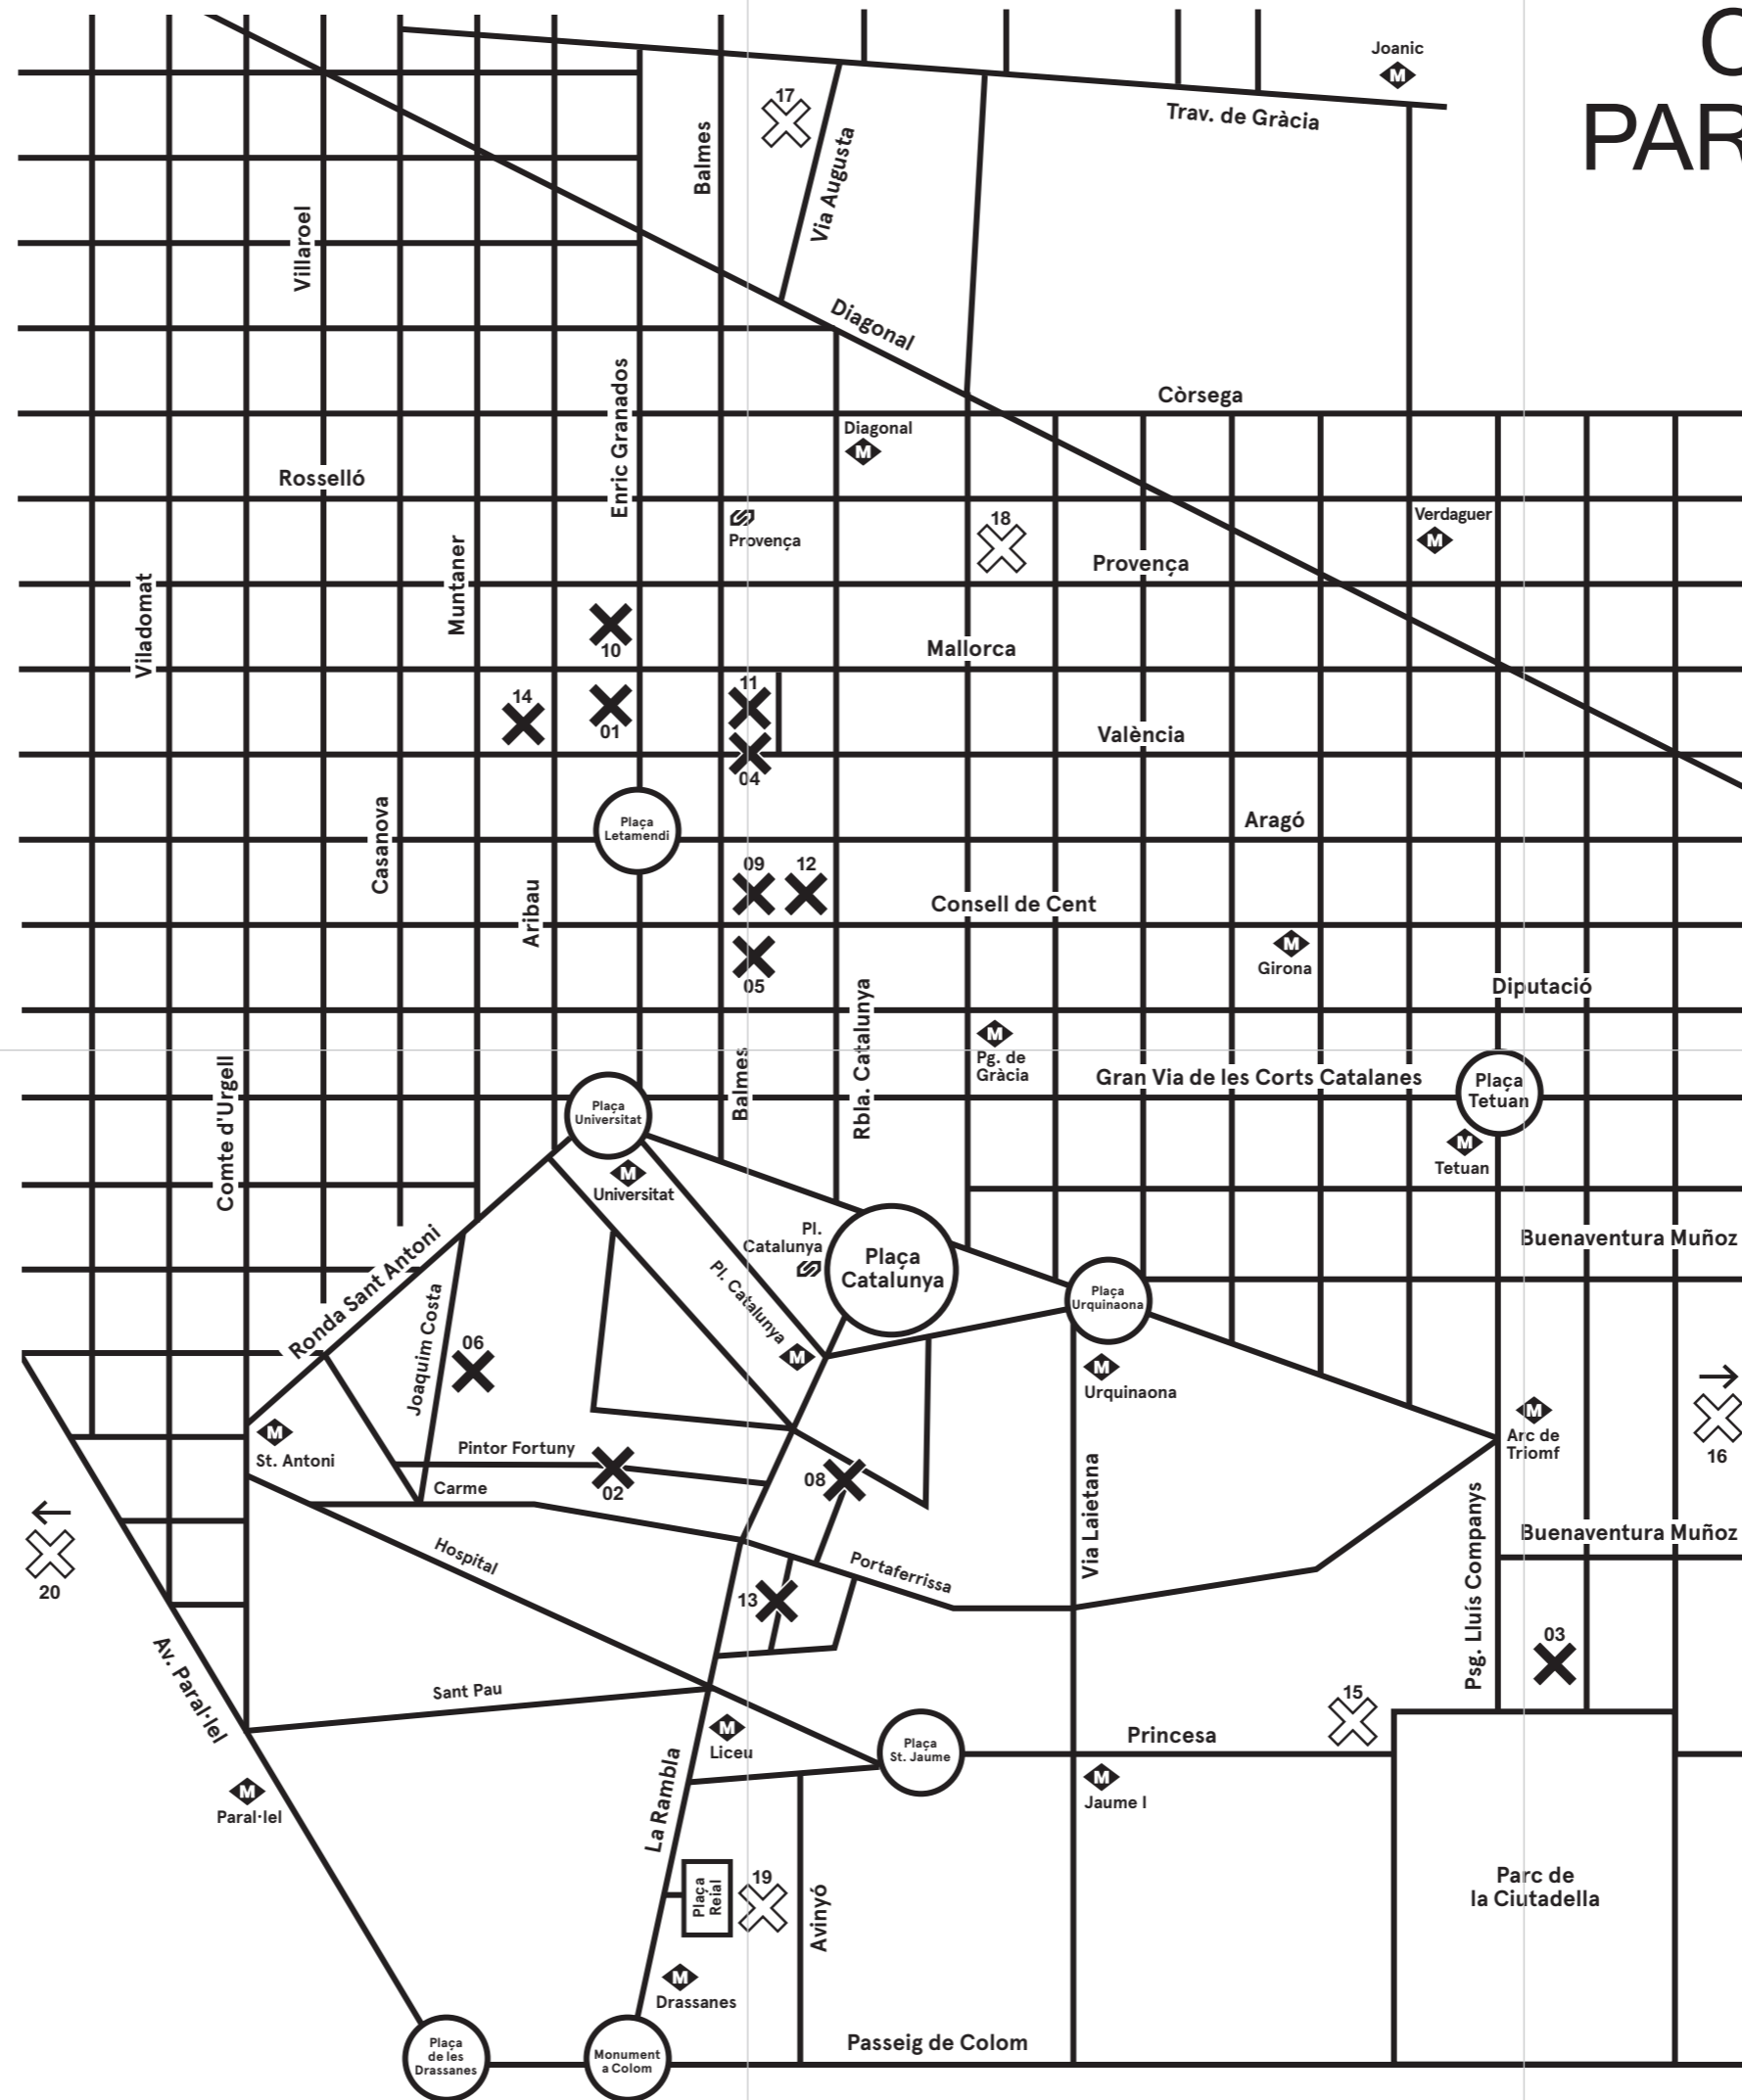 C
PAR
Joanic
M
Trav. de Gràcia
17
Balmes
Via Augusta
Villaroel
Diagonal
Enric Granados
Còrsega
Diagonal
M
Rosselló
Provença
18
Verdaguer
M
Provença
Muntaner
Viladomat
10
Mallorca
14
01
11
04
València
Plaça
Letamendi
Casanova
Aragó
09
12
Aribau
Consell de Cent
05
M
Girona
Diputació
Rbla. Catalunya
M
Pg. de
Gràcia
Balmes
Comte d'Urgell
Gran Via de les Corts Catalanes
Plaça
Tetuan
M
Tetuan
Plaça
Universitat
M
Universitat
Pl.
Catalunya
Plaça
Catalunya
Pl. Catalunya
M
Buenaventura Muñoz
Plaça
Urquinaona
M
Urquinaona
Ronda Sant Antoni
Joaquim Costa
06
M
St. Antoni
Pintor Fortuny
02
Carme
08
M
Arc de
Triomf
16
Via Laietana
Hospital
Portaferrissa
Buenaventura Muñoz
Psg. Lluís Companys
20
13
03
Av. Paral·lel
Sant Pau
M
Liceu
Plaça
St. Jaume
Princesa
15
M
Jaume I
M
Paral·lel
La Rambla
Plaça
Reial
19
Avinyó
Parc de
la Ciutadella
M
Drassanes
Plaça
de les
Drassanes
Monument
a Colom
Passeig de Colom